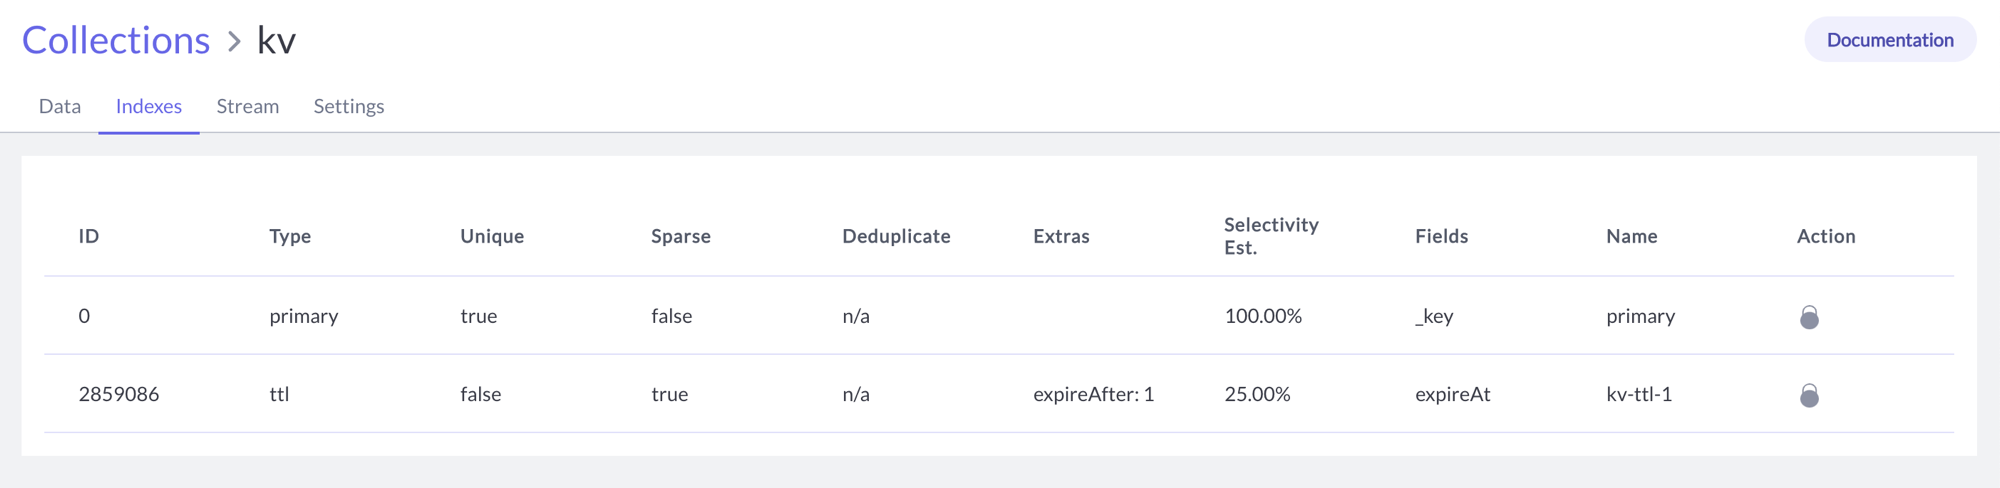 Collections > kv
Documentation
Data Indexes Stream Settings
ID Type Unique Sparse Deduplicate Extras Selectivity Est. Fields Name Action
0 primary true false n/a 100.00% _key primary
2859086 ttl false true n/a expireAfter: 1 25.00% expireAt kv-ttl-1